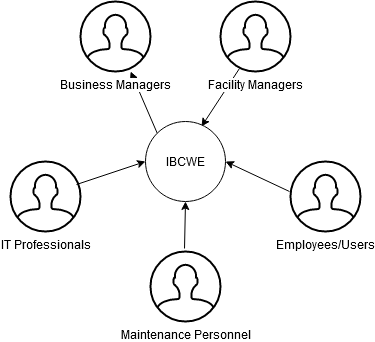 Business Managers
Facility Managers
IBCWE
IT Professionals
Employees/Users
Maintenance Personnel